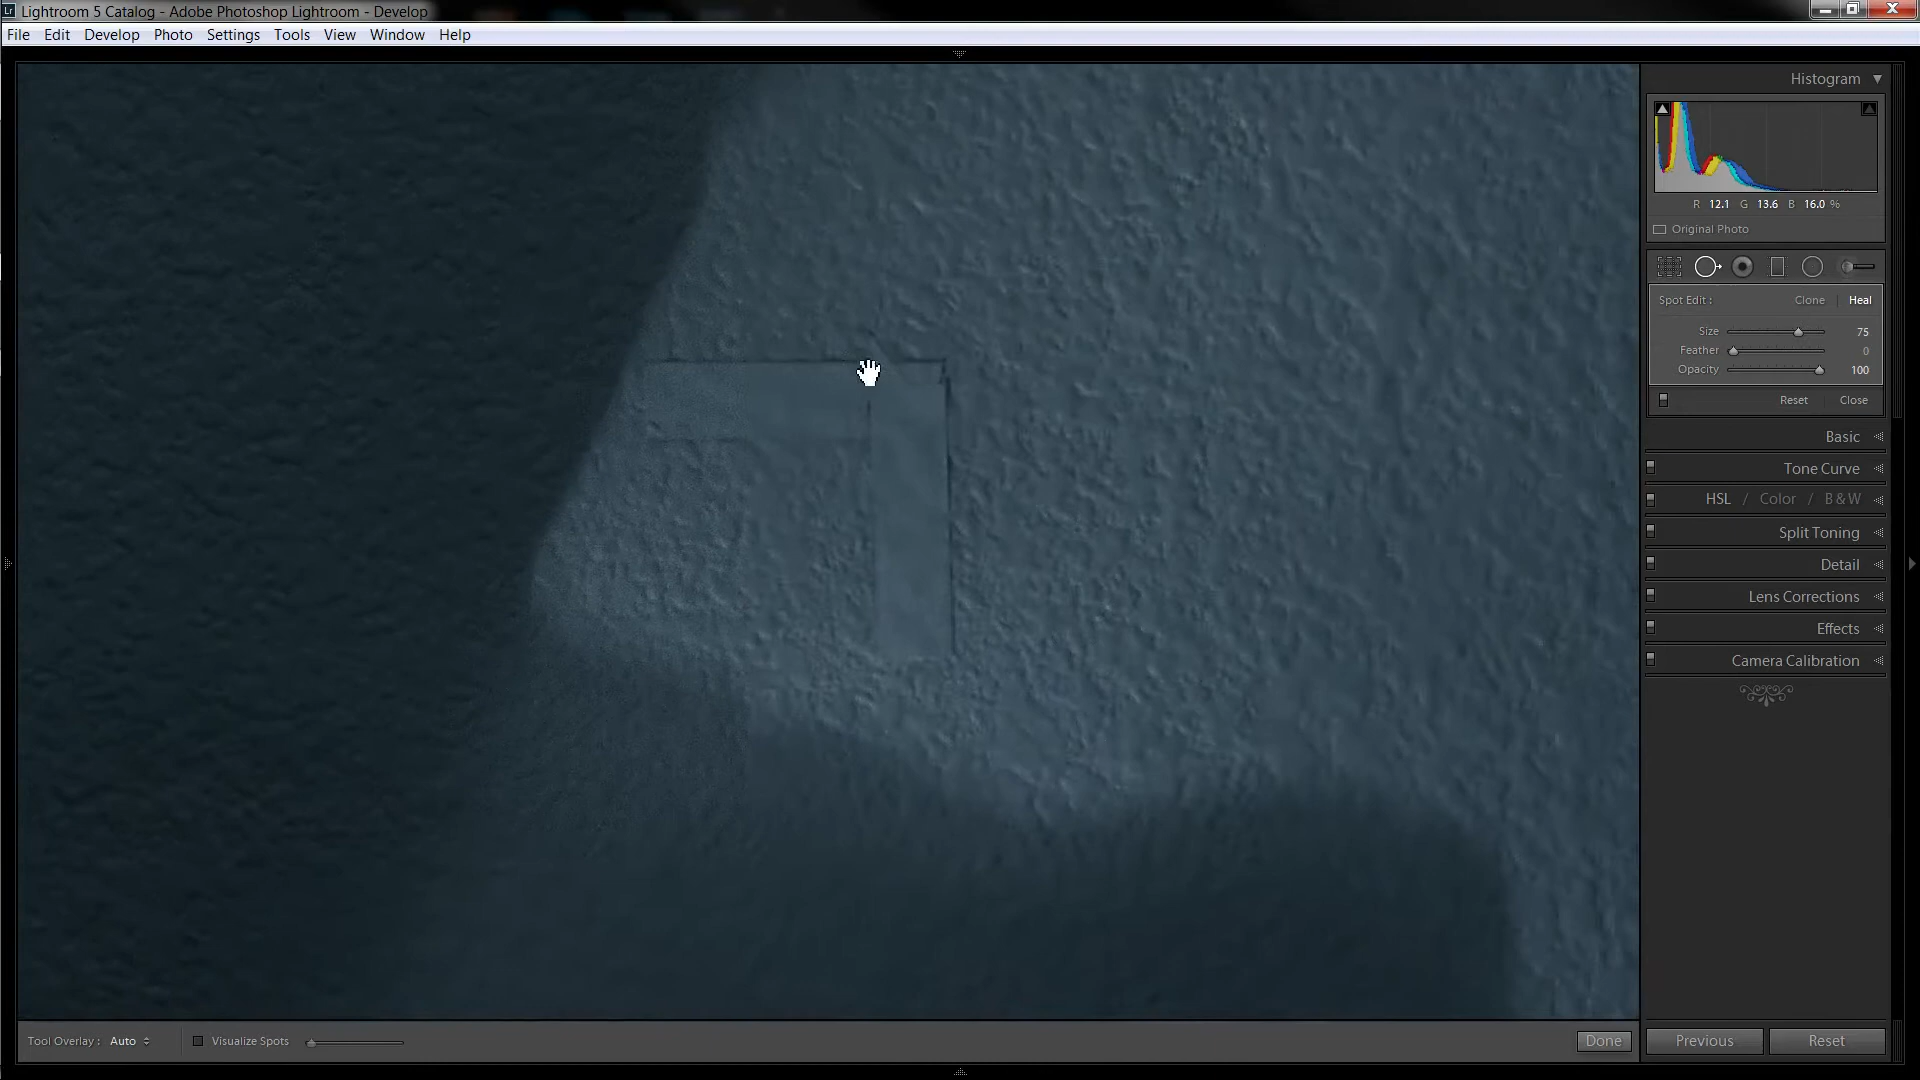 Lr Lightroom 5 Catalog - Adobe Photoshop Lightroom - Develop
File Edit Develop Photo Settings Tools View Window Help
Histogram
R 12.1 G 13.6 B 16.0 %
Original Photo
Spot Edit : Clone Heal
Size 75
Feather 0
Opacity 100
Reset Close
Basic
Tone Curve
HSL / Color / B & W
Split Toning
Detail
Lens Corrections
Effects
Camera Calibration
Tool Overlay : Auto Visualize Spots Done Previous Reset